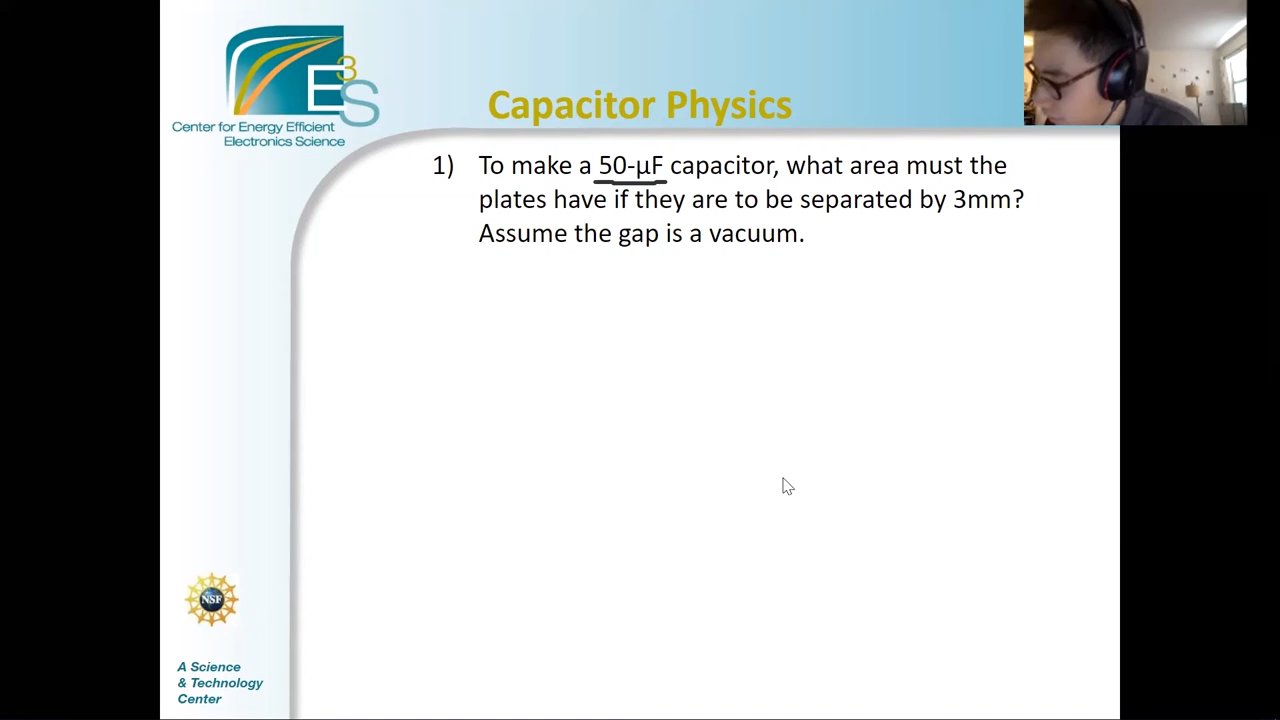 E3S
Center for Energy Efficient
Electronics Science
Capacitor Physics
1) To make a 50-μF capacitor, what area must the
plates have if they are to be separated by 3mm?
Assume the gap is a vacuum.
NSF
A Science
& Technology
Center